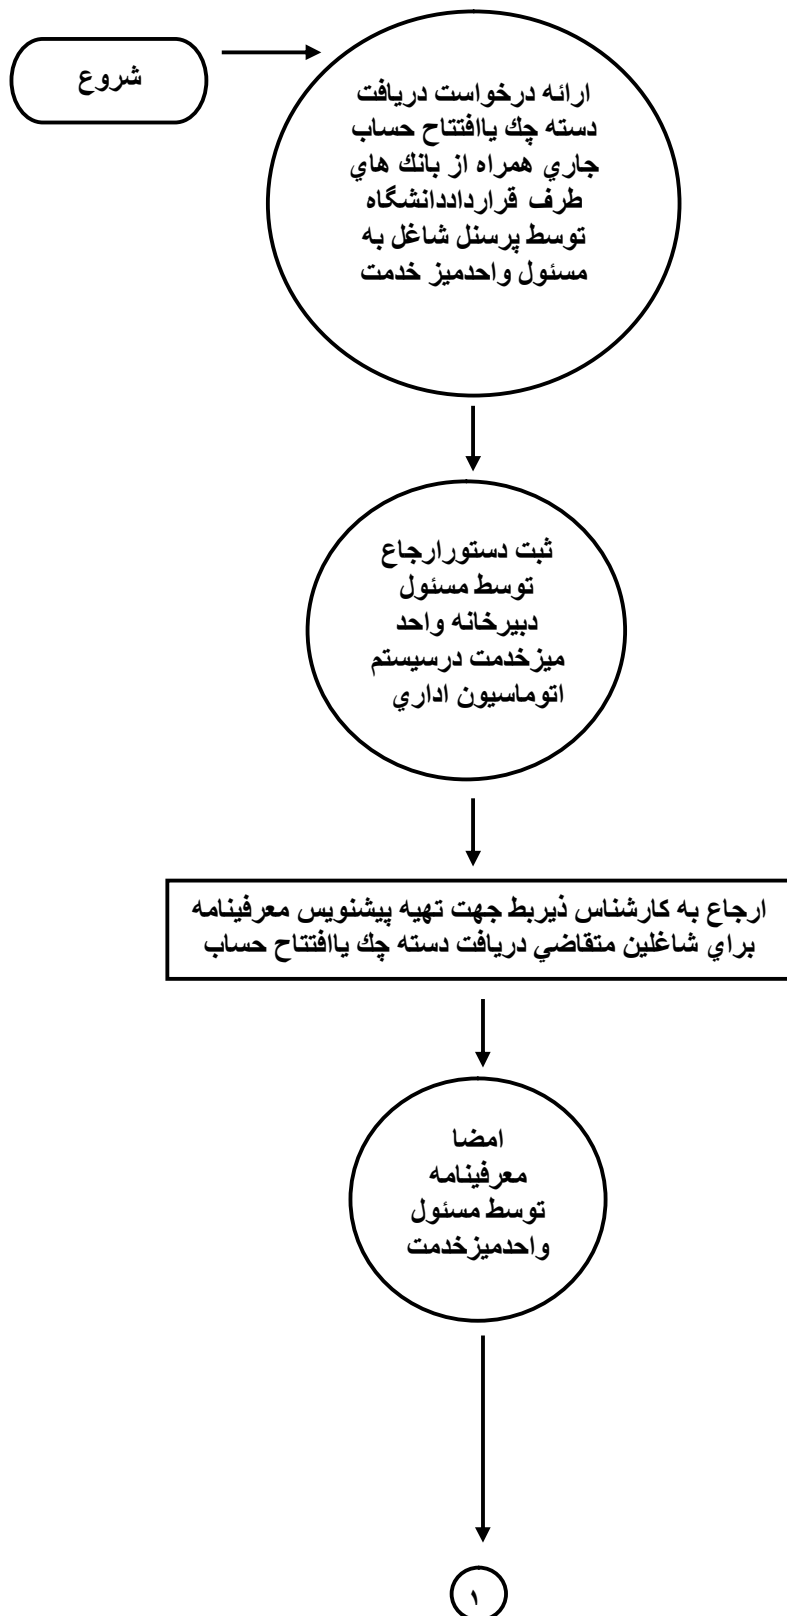 شروع
ارائه درخواست دريافت
دسته چك ياافتتاح حساب
جاري همراه از بانك هاي
طرف قرارداددانشگاه
توسط پرسنل شاغل به
مسئول واحدميز خدمت
ثبت دستورارجاع
توسط مسئول
دبيرخانه واحد
ميزخدمت درسيستم
اتوماسيون اداري
ارجاع به كارشناس ذيربط جهت تهيه پيشنويس معرفينامه
براي شاغلين متقاضي دريافت دسته چك ياافتتاح حساب
امضا
معرفينامه
توسط مسئول
واحدميزخدمت
۱